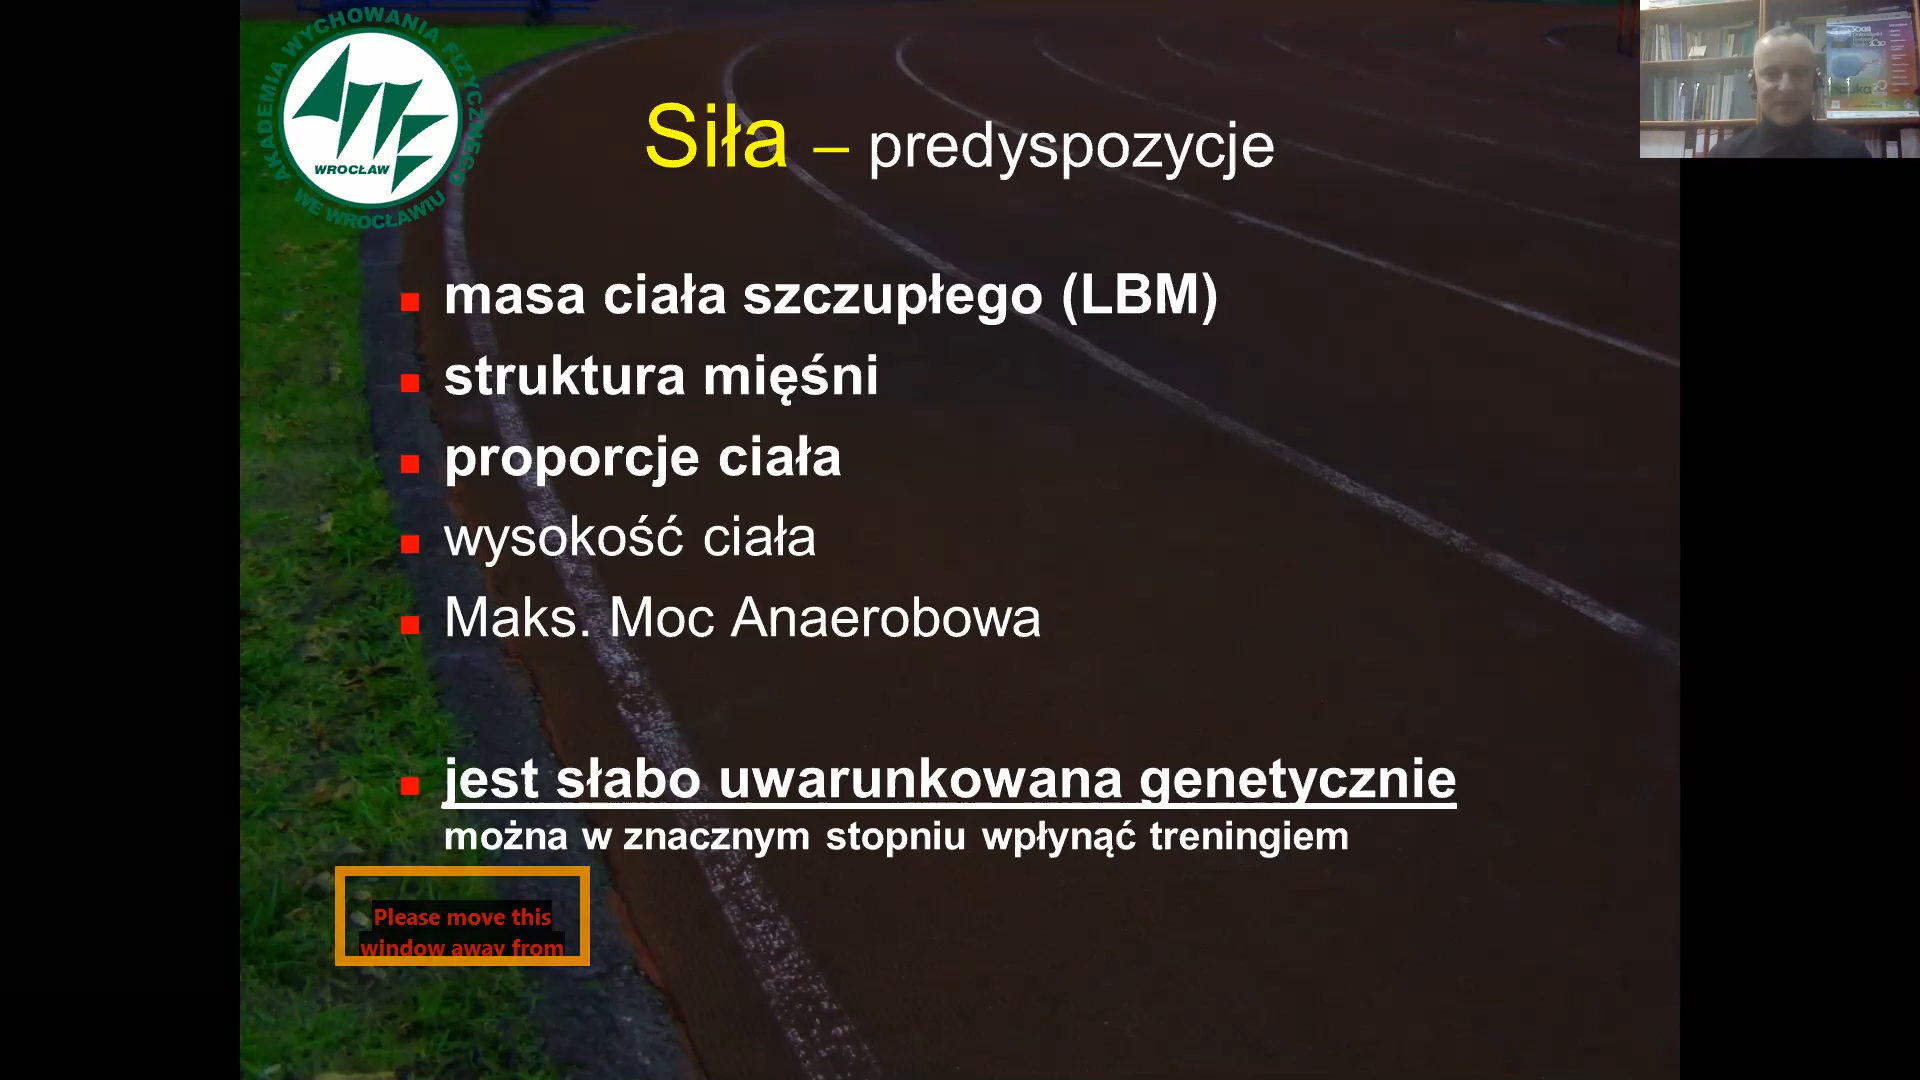 AKADEMIA WYCHOWANIA FIZYCZNEGO
WE WROCŁAWIU
WROCŁAW
Siła – predyspozycje
masa ciała szczupłego (LBM)
struktura mięśni
proporcje ciała
wysokość ciała
Maks. Moc Anaerobowa
jest słabo uwarunkowana genetycznie
można w znacznym stopniu wpłynąć treningiem
Please move this
window away from